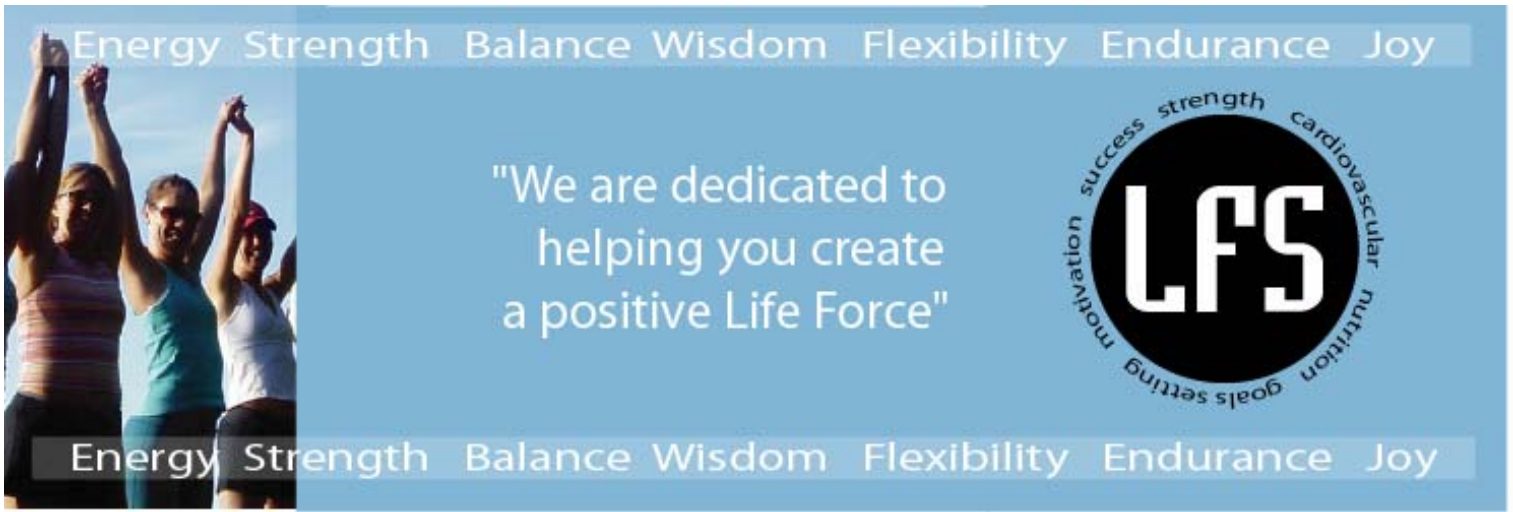 Energy Strength Balance Wisdom Flexibility Endurance Joy
"We are dedicated to
helping you create
a positive Life Force"
success strength cardiovascular nutrition goals setting motivation
LFS
Energy Strength Balance Wisdom Flexibility Endurance Joy